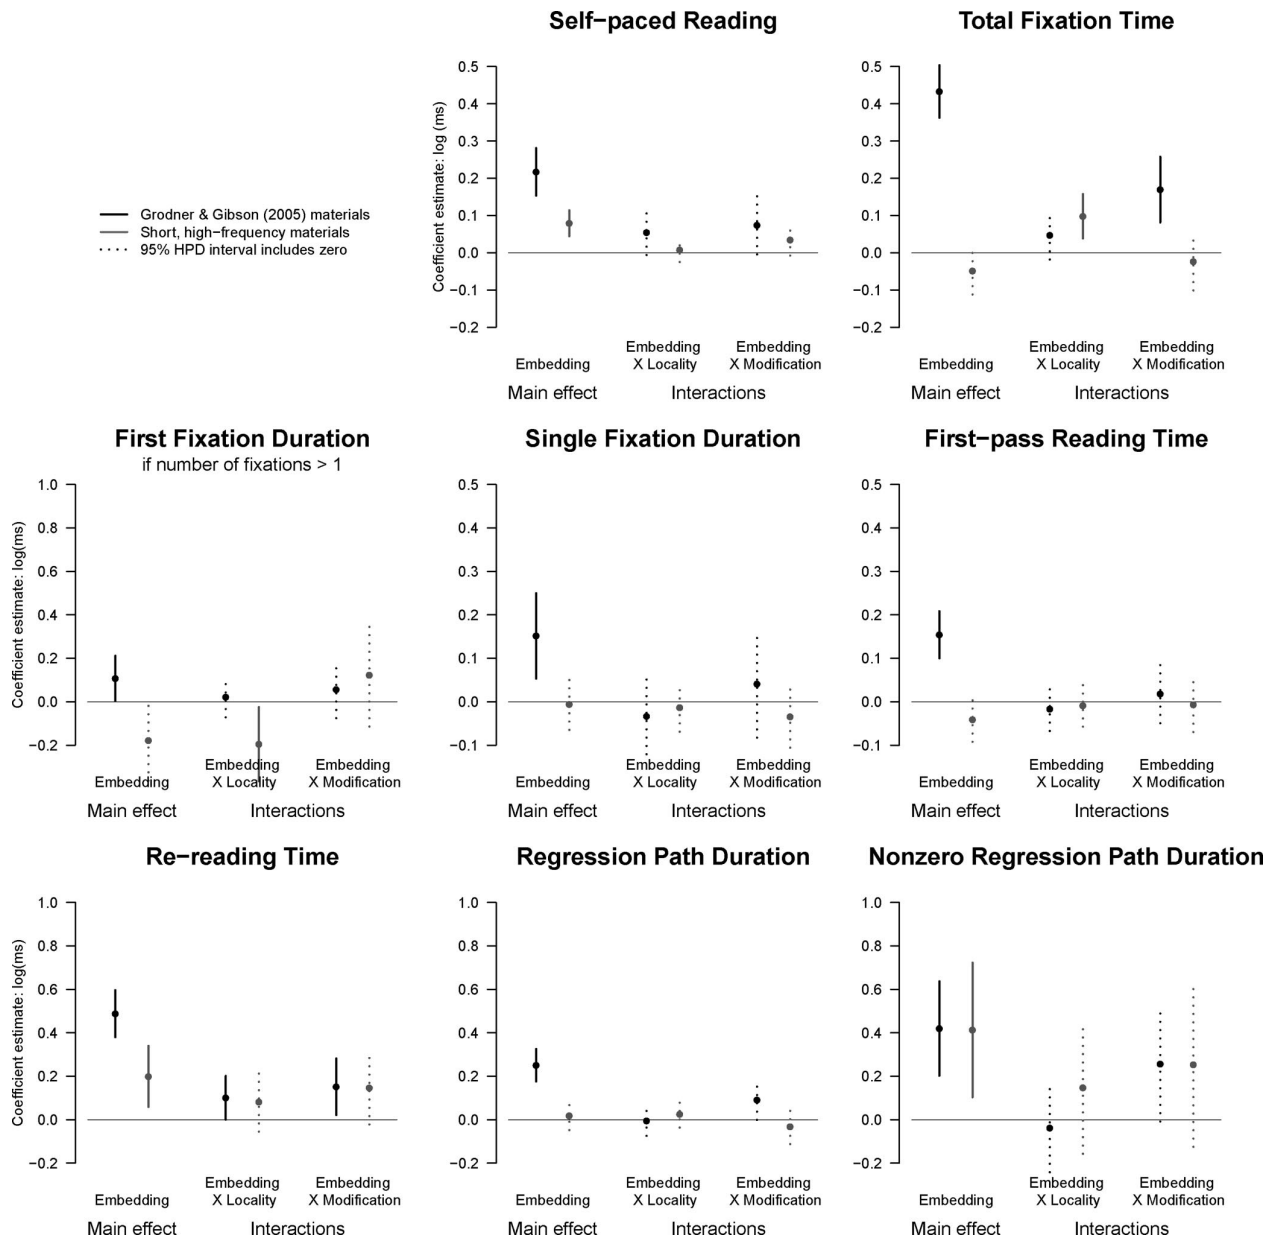 Self−paced Reading
Total Fixation Time
Coefficient estimate: log (ms)
0.5
0.4
0.3
0.2
0.1
0.0
−0.1
−0.2
0.5
0.4
0.3
0.2
0.1
0.0
−0.1
−0.2
Grodner & Gibson (2005) materials
Short, high−frequency materials
95% HPD interval includes zero
Embedding
Embedding
X Locality
Embedding
X Modification
Main effect
Interactions
Embedding
Embedding
X Locality
Embedding
X Modification
Main effect
Interactions
First Fixation Duration
if number of fixations > 1
Single Fixation Duration
First−pass Reading Time
Coefficient estimate: log(ms)
1.0
0.8
0.6
0.4
0.2
0.0
−0.2
0.5
0.4
0.3
0.2
0.1
0.0
−0.1
0.5
0.4
0.3
0.2
0.1
0.0
−0.1
Embedding
Embedding
X Locality
Embedding
X Modification
Main effect
Interactions
Embedding
Embedding
X Locality
Embedding
X Modification
Main effect
Interactions
Embedding
Embedding
X Locality
Embedding
X Modification
Main effect
Interactions
Re−reading Time
Regression Path Duration
Nonzero Regression Path Duration
Coefficient estimate: log(ms)
1.0
0.8
0.6
0.4
0.2
0.0
−0.2
1.0
0.8
0.6
0.4
0.2
0.0
−0.2
1.0
0.8
0.6
0.4
0.2
0.0
−0.2
Embedding
Embedding
X Locality
Embedding
X Modification
Main effect
Interactions
Embedding
Embedding
X Locality
Embedding
X Modification
Main effect
Interactions
Embedding
Embedding
X Locality
Embedding
X Modification
Main effect
Interactions